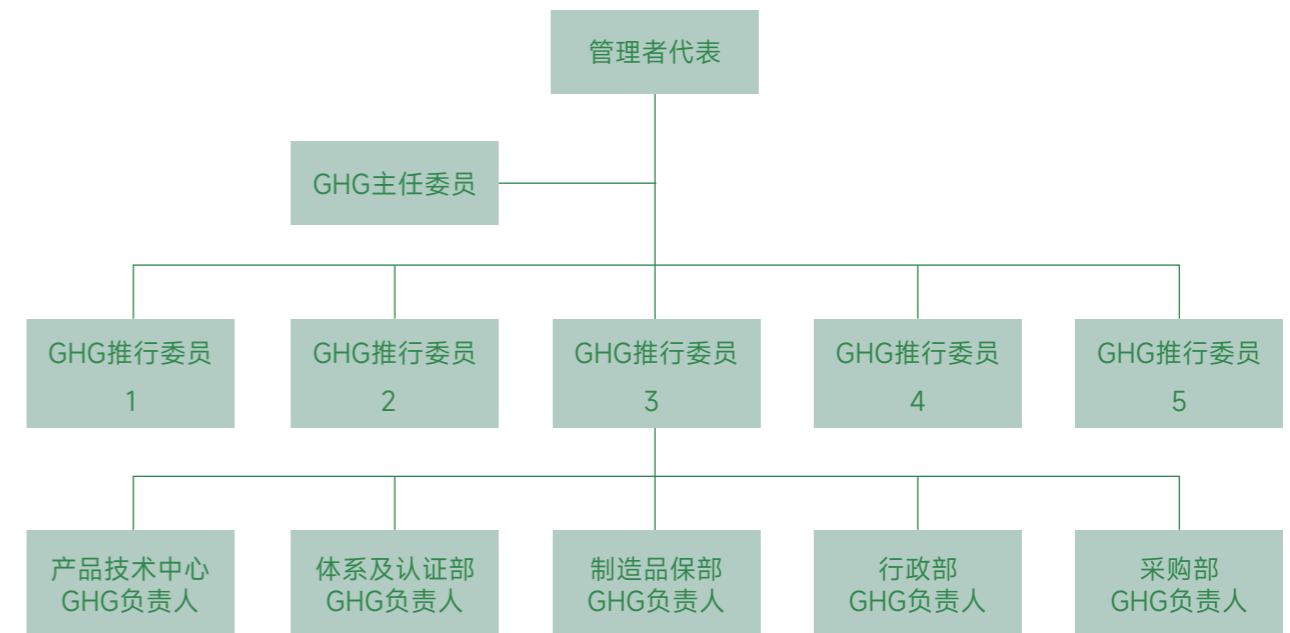 管理者代表
GHG主任委员
GHG推行委员
1
GHG推行委员
2
GHG推行委员
3
GHG推行委员
4
GHG推行委员
5
产品技术中心
GHG负责人
体系及认证部
GHG负责人
制造品保部
GHG负责人
行政部
GHG负责人
采购部
GHG负责人